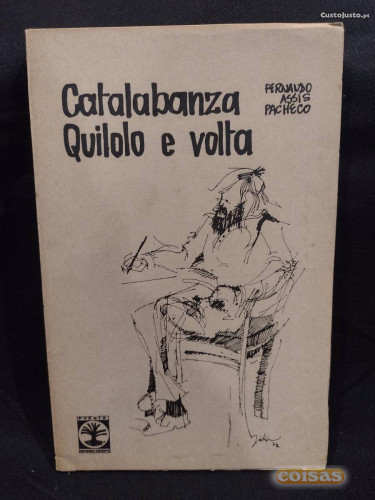 CustoJusto.pt
Catalabanza
Quilolo e volta
FERNANDO
ASSIS
PACHECO
coisas